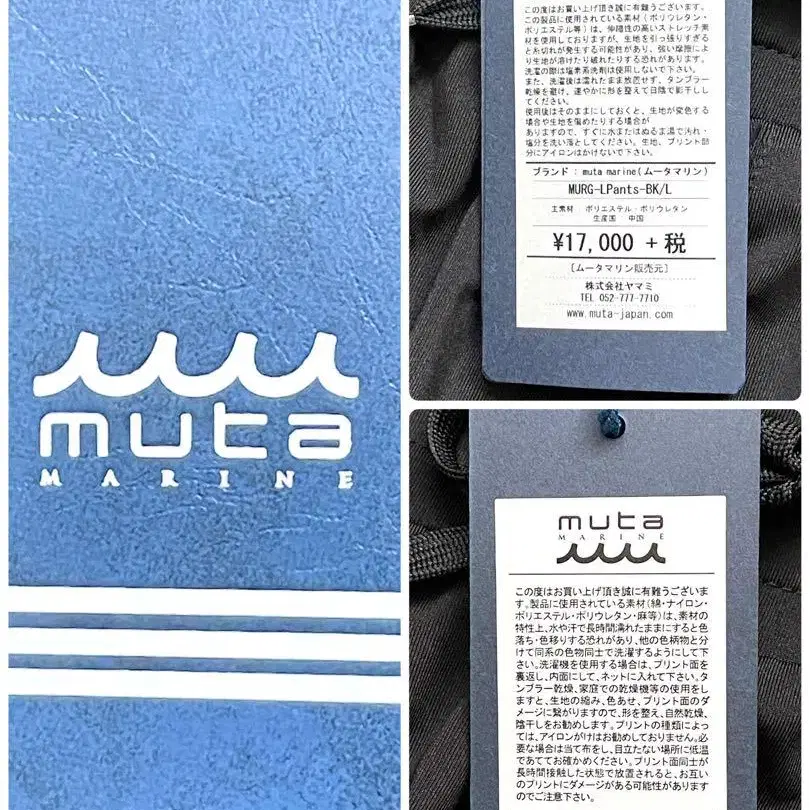 muta
MARINE
この度はお買い上げ頂き誠に有難うございます。
この製品に使用されている素材(ポリウレタン・
ポリエステル等)は、伸縮性の高いストレッチ素
材を使用しておりますが、生地を引っ張りすぎる
と糸切れが発生する可能性があり、強い摩擦によ
り生地が溶けたり破れたりする恐れがあります。
洗濯の際は塩素系洗剤は使用しないで下さい。
また、洗濯後は濡れたまま放置せず、タンブラー
乾燥を避け、速やかに形を整えて日陰で影干しし
てください。
使用後はそのままにしておくと、生地が変色する
場合や生地を傷めたりする場合が
ありますので、すぐに水またはぬるま湯で汚れ・
塩分を洗い落としてください。生地、プリント部
分にアイロンはかけないで下さい。
ブランド : muta marine(ムータマリン)
MURG-LPants-BK/L
主素材 : ポリエステル・ポリウレタン
生産国 : 中国
¥17,000 +税
[ムータマリン販売元]
株式会社ヤマミ
TEL 052-777-7710
www.muta-japan.com
muta
MARINE
この度はお買い上げ頂き誠に有難うございま
す。製品に使用されている素材(綿・ナイロン・
ポリエステル・ポリウレタン・麻等)は、素材の
特性上、水や汗で長時間濡れたままにすると色
落ち・色移りする恐れがあり、他の色柄物と分
けて同系の色物同士で洗濯するようにして下
さい。洗濯機を使用する場合は、プリント面を
裏返し、内面にして、ネットに入れて下さい。タ
ンブラー乾燥、家庭での乾燥機等の使用をし
ますと、生地の縮み、色あせ、プリント面のダ
メージに繋がりますので、形を整え、自然乾燥、
陰干しをお勧めします。プリントの種類によっ
ては、アイロンがけはお勧めしておりません。必
要な場合は当て布をし、目立たない場所に低温
であててお確かめください。プリント面同士が
長時間接触した状態で放置されると、お互い
のプリントにダメージがある可能性があります
のでご注意下さい。